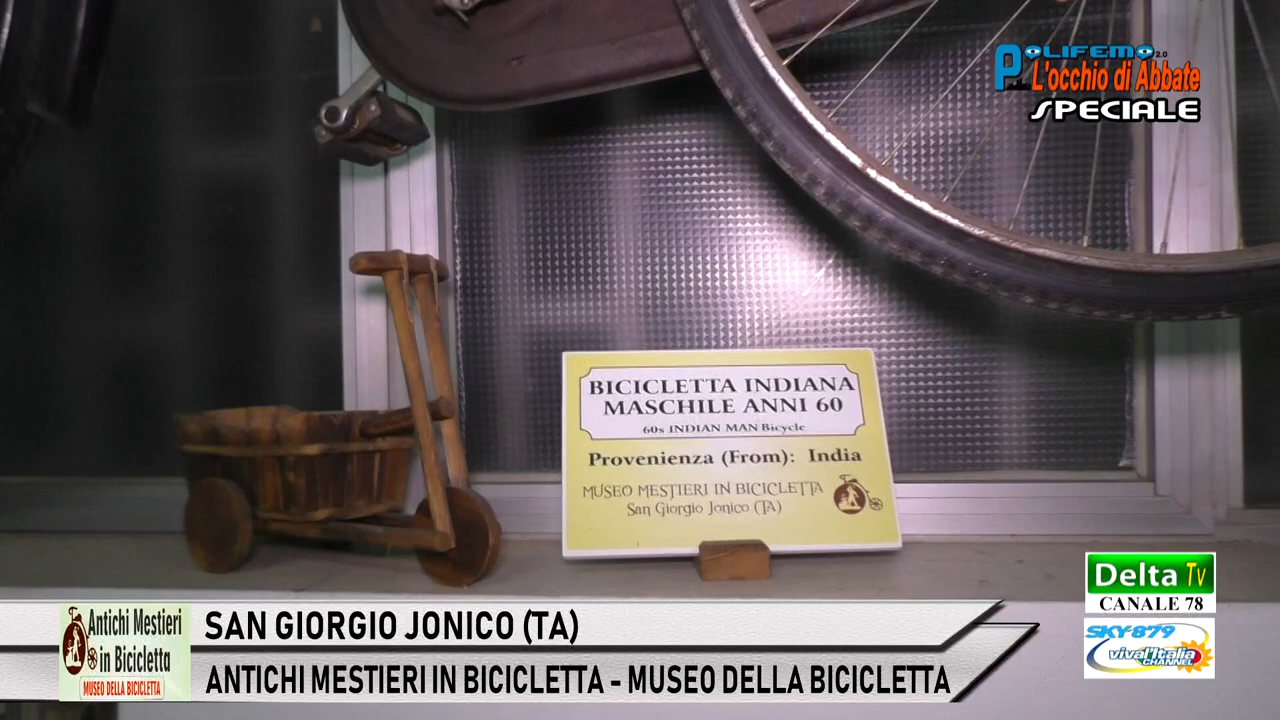 POLIFEMO 2.0
L'occhio di Abbate
SPECIALE
BICICLETTA INDIANA
MASCHILE ANNI 60
60s INDIAN MAN Bicycle
Provenienza (From): India
MUSEO MESTIERI IN BICICLETTA
San Giorgio Jonico (TA)
Delta Tv
CANALE 78
SKY-879
viva l'Italia
CHANNEL
Antichi Mestieri
in Bicicletta
MUSEO DELLA BICICLETTA
SAN GIORGIO JONICO (TA)
ANTICHI MESTIERI IN BICICLETTA - MUSEO DELLA BICICLETTA